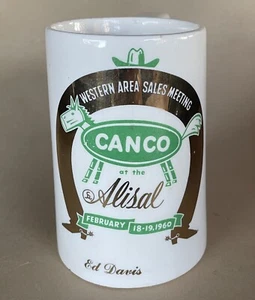 WESTERN AREA SALES MEETING
CANCO
at the
Alisal
FEBRUARY 18-19, 1960
Ed Davis